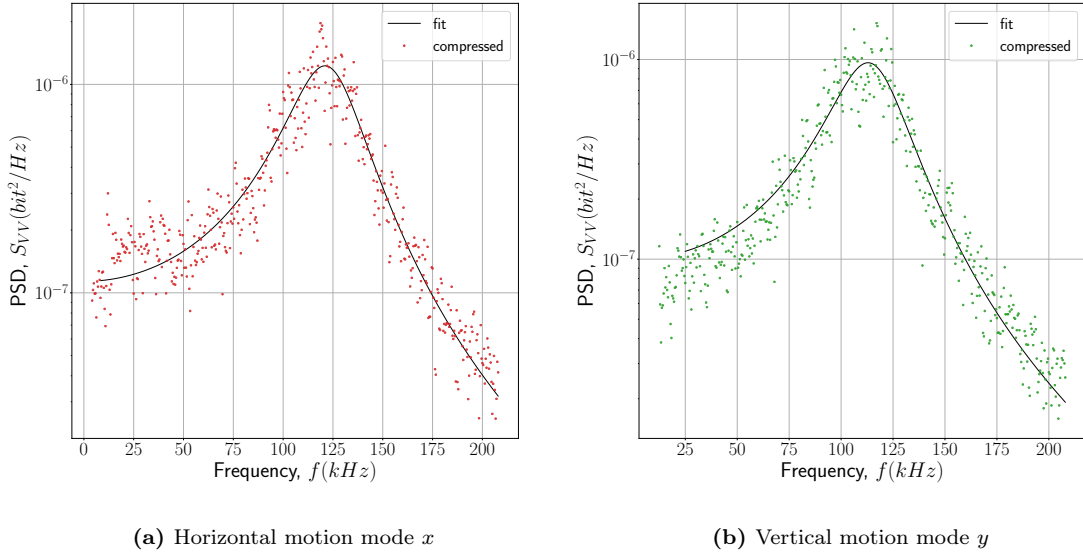 fit
compressed
10⁻⁶
10⁻⁷
PSD, S_VV(bit²/Hz)
0 25 50 75 100 125 150 175 200
Frequency, f(kHz)
(a) Horizontal motion mode x
fit
compressed
10⁻⁶
10⁻⁷
PSD, S_VV(bit²/Hz)
25 50 75 100 125 150 175 200
Frequency, f(kHz)
(b) Vertical motion mode y